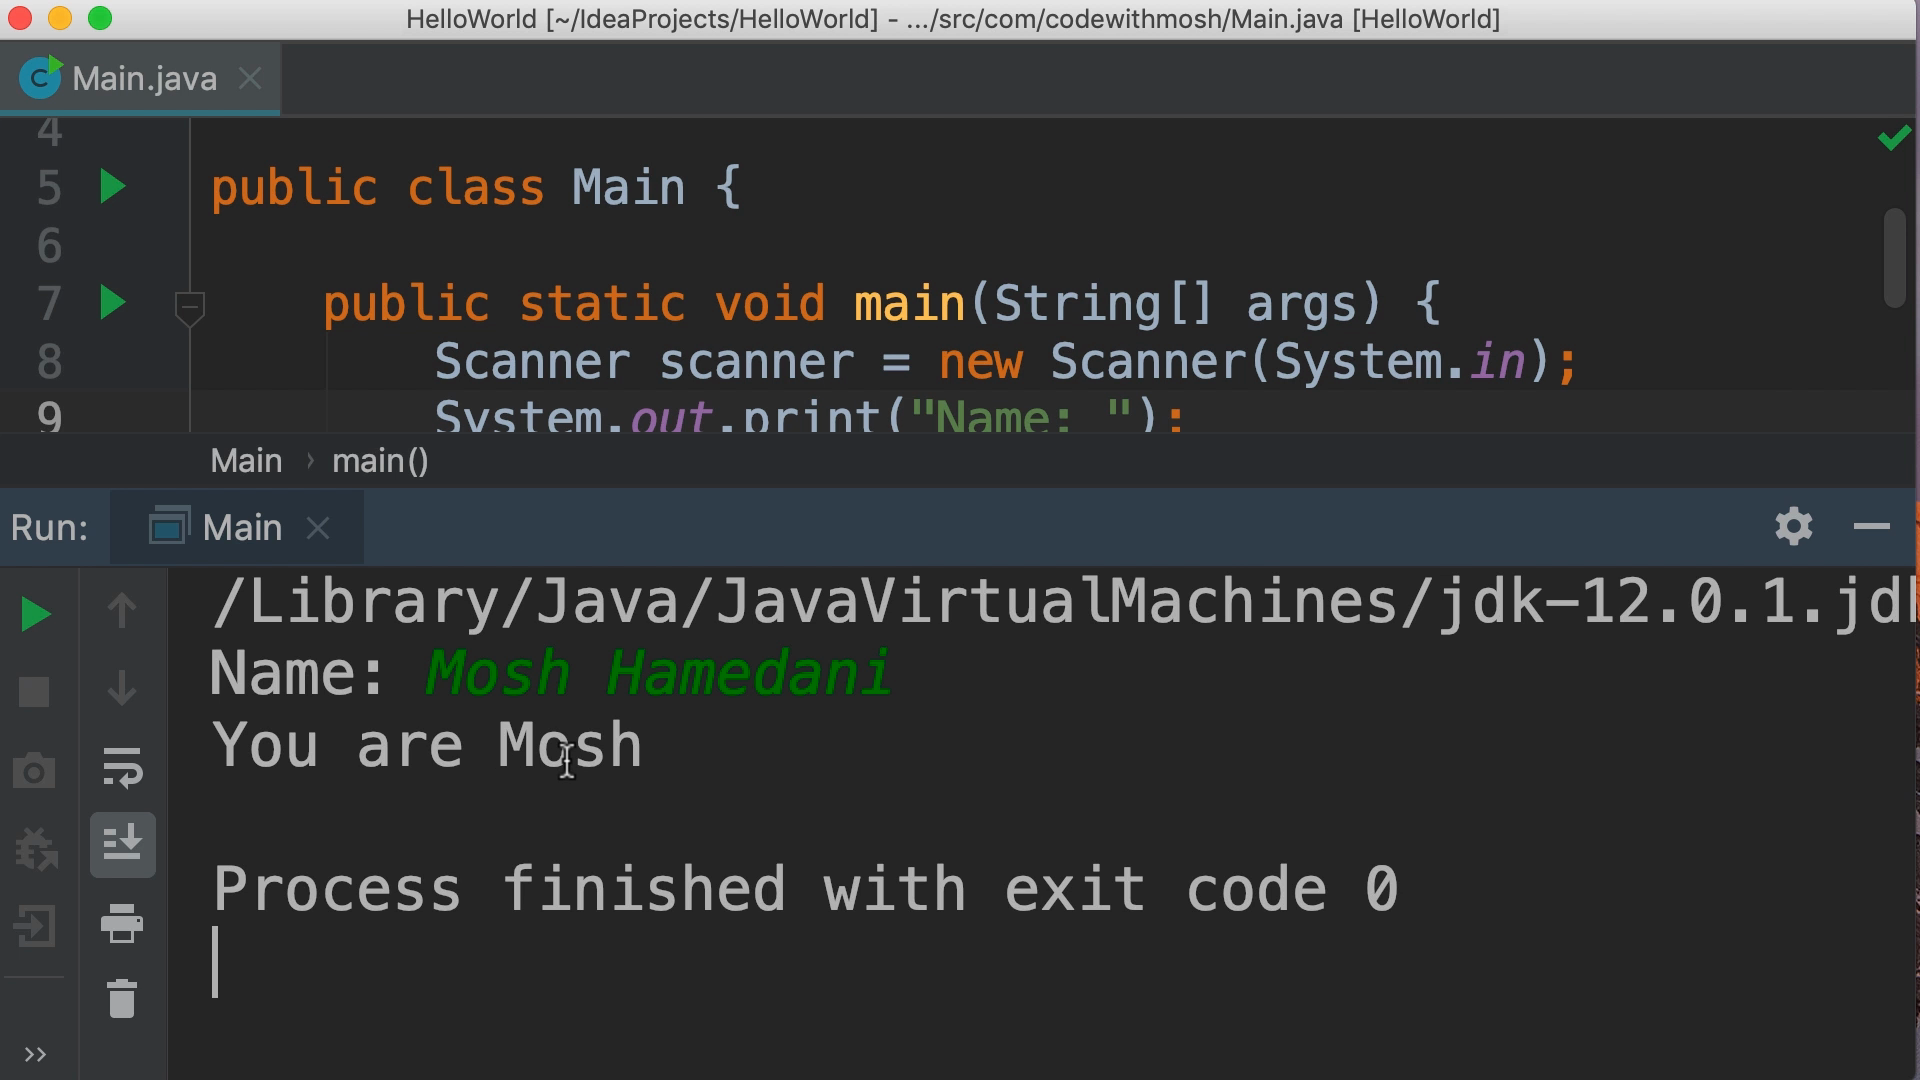 HelloWorld [~/IdeaProjects/HelloWorld] - .../src/com/codewithmosh/Main.java [HelloWorld]
Main.java
4
5 public class Main {
6
7 public static void main(String[] args) {
8 Scanner scanner = new Scanner(System.in);
9 System.out.print("Name: ");
Main › main()
Run: Main
/Library/Java/JavaVirtualMachines/jdk-12.0.1.jdk
Name: Mosh Hamedani
You are Mosh
Process finished with exit code 0